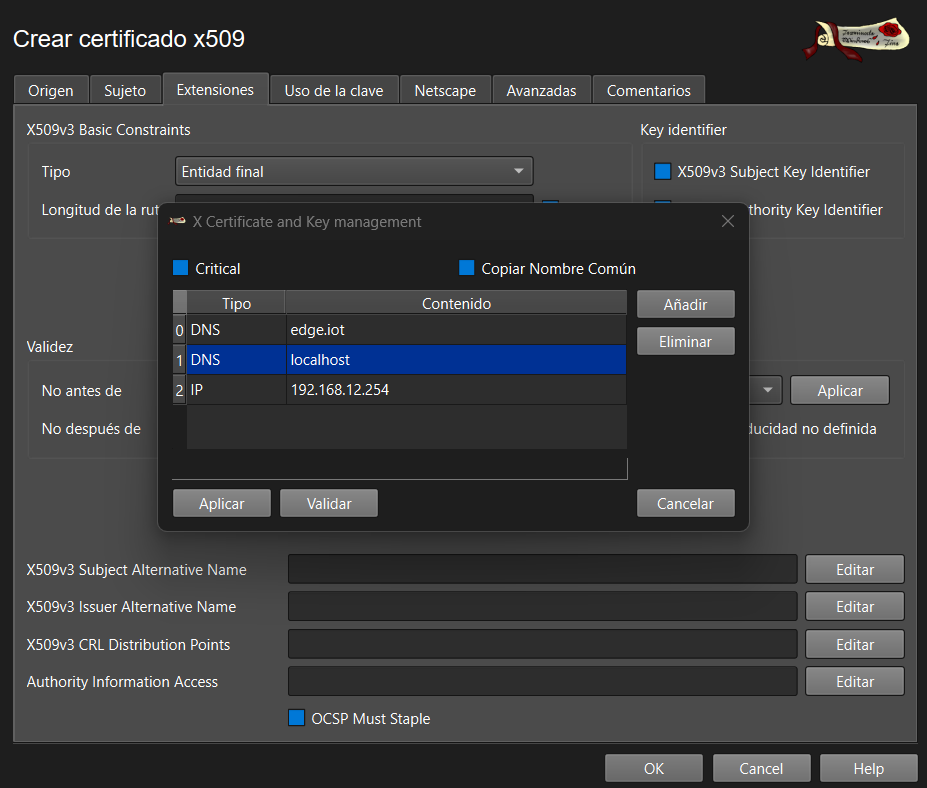 Crear certificado x509
Origen Sujeto Extensiones Uso de la clave Netscape Avanzadas Comentarios
X509v3 Basic Constraints Key identifier
Tipo Entidad final X509v3 Subject Key Identifier
Longitud de la rut thority Key Identifier
X Certificate and Key management
Critical Copiar Nombre Común
Tipo Contenido Añadir
0 DNS edge.iot
Eliminar
1 DNS localhost
2 IP 192.168.12.254
Validez
No antes de Aplicar
No después de ducidad no definida
Aplicar Validar Cancelar
X509v3 Subject Alternative Name Editar
X509v3 Issuer Alternative Name Editar
X509v3 CRL Distribution Points Editar
Authority Information Access Editar
OCSP Must Staple
OK Cancel Help